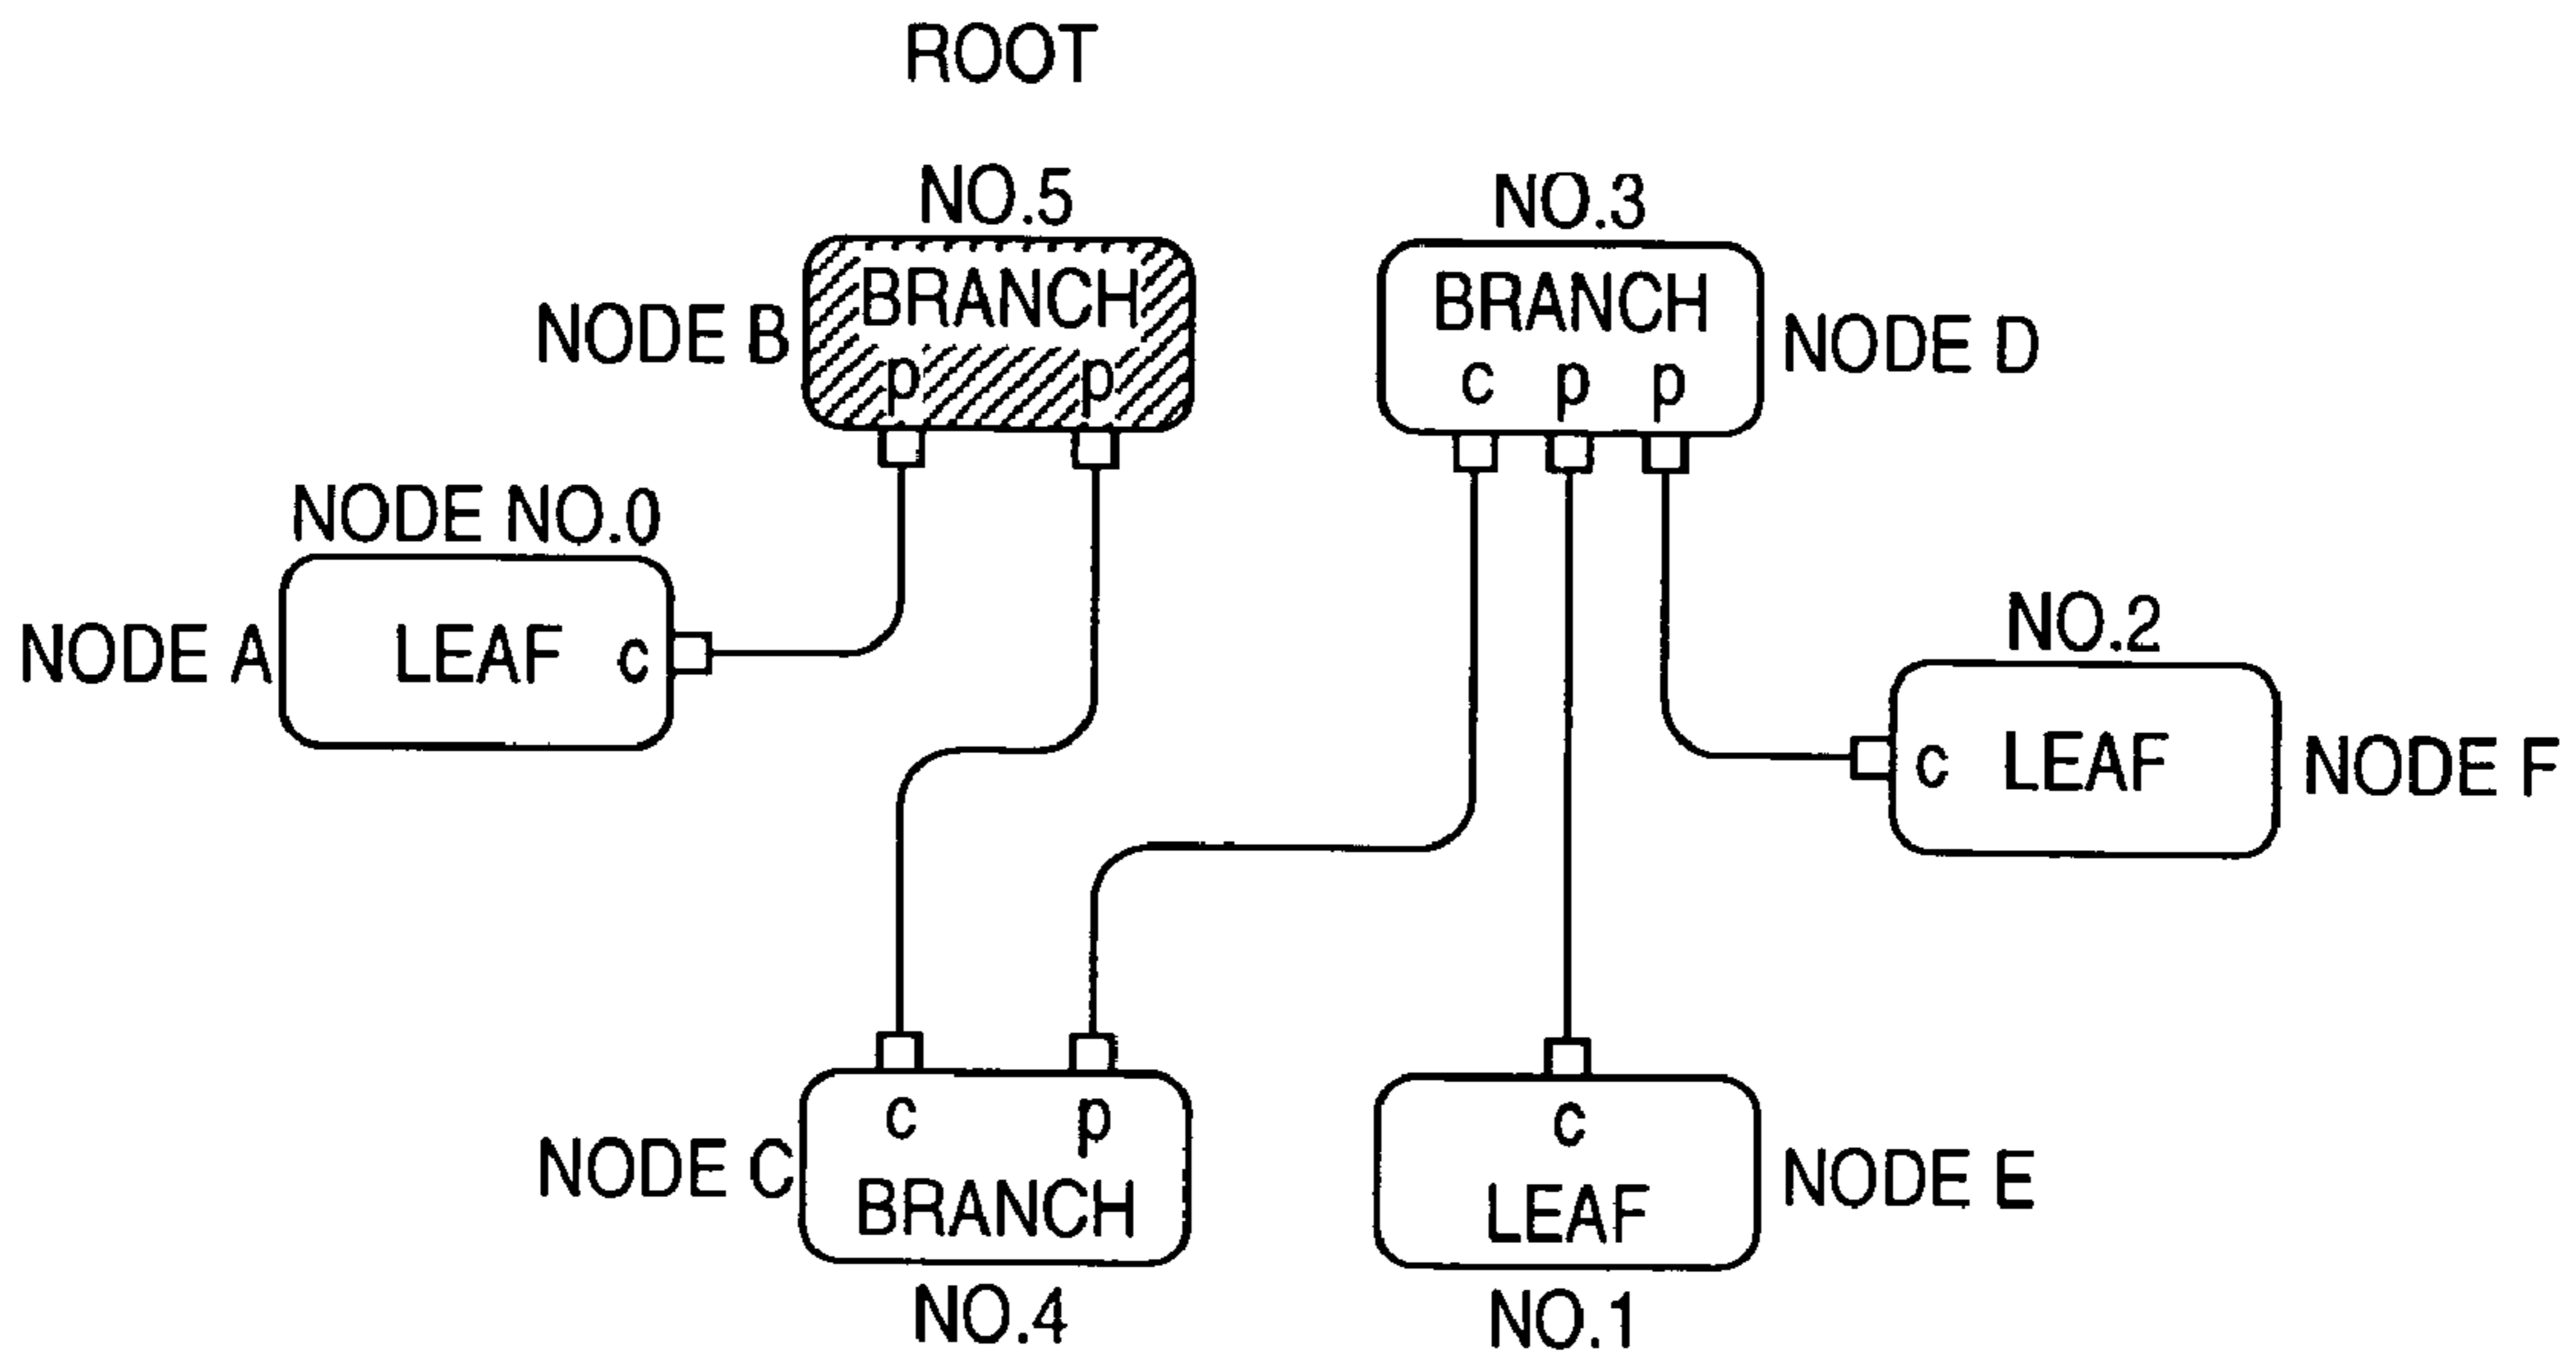 ROOT
NO.5
NO.3
BRANCH
BRANCH
NODE B
NODE D
p p
c p p
NODE NO.0
NODE A
LEAF c
NO.2
c LEAF
NODE F
c p
c
NODE C
NODE E
BRANCH
LEAF
NO.4
NO.1